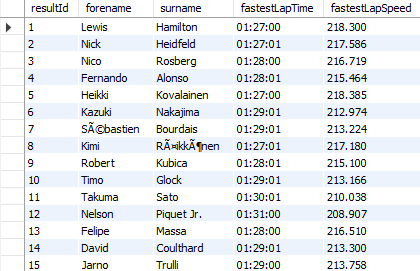 resultId forename surname fastestLapTime fastestLapSpeed
1 Lewis Hamilton 01:27:00 218.300
2 Nick Heidfeld 01:27:01 217.586
3 Nico Rosberg 01:28:00 216.719
4 Fernando Alonso 01:28:01 215.464
5 Heikki Kovalainen 01:27:00 218.385
6 Kazuki Nakajima 01:29:01 212.974
7 SÃ©bastien Bourdais 01:29:01 213.224
8 Kimi RÃ¤ikkÃ¶nen 01:27:01 217.180
9 Robert Kubica 01:28:01 215.100
10 Timo Glock 01:29:01 213.166
11 Takuma Sato 01:30:01 210.038
12 Nelson Piquet Jr. 01:31:00 208.907
13 Felipe Massa 01:28:00 216.510
14 David Coulthard 01:29:01 213.300
15 Jarno Trulli 01:29:00 213.758